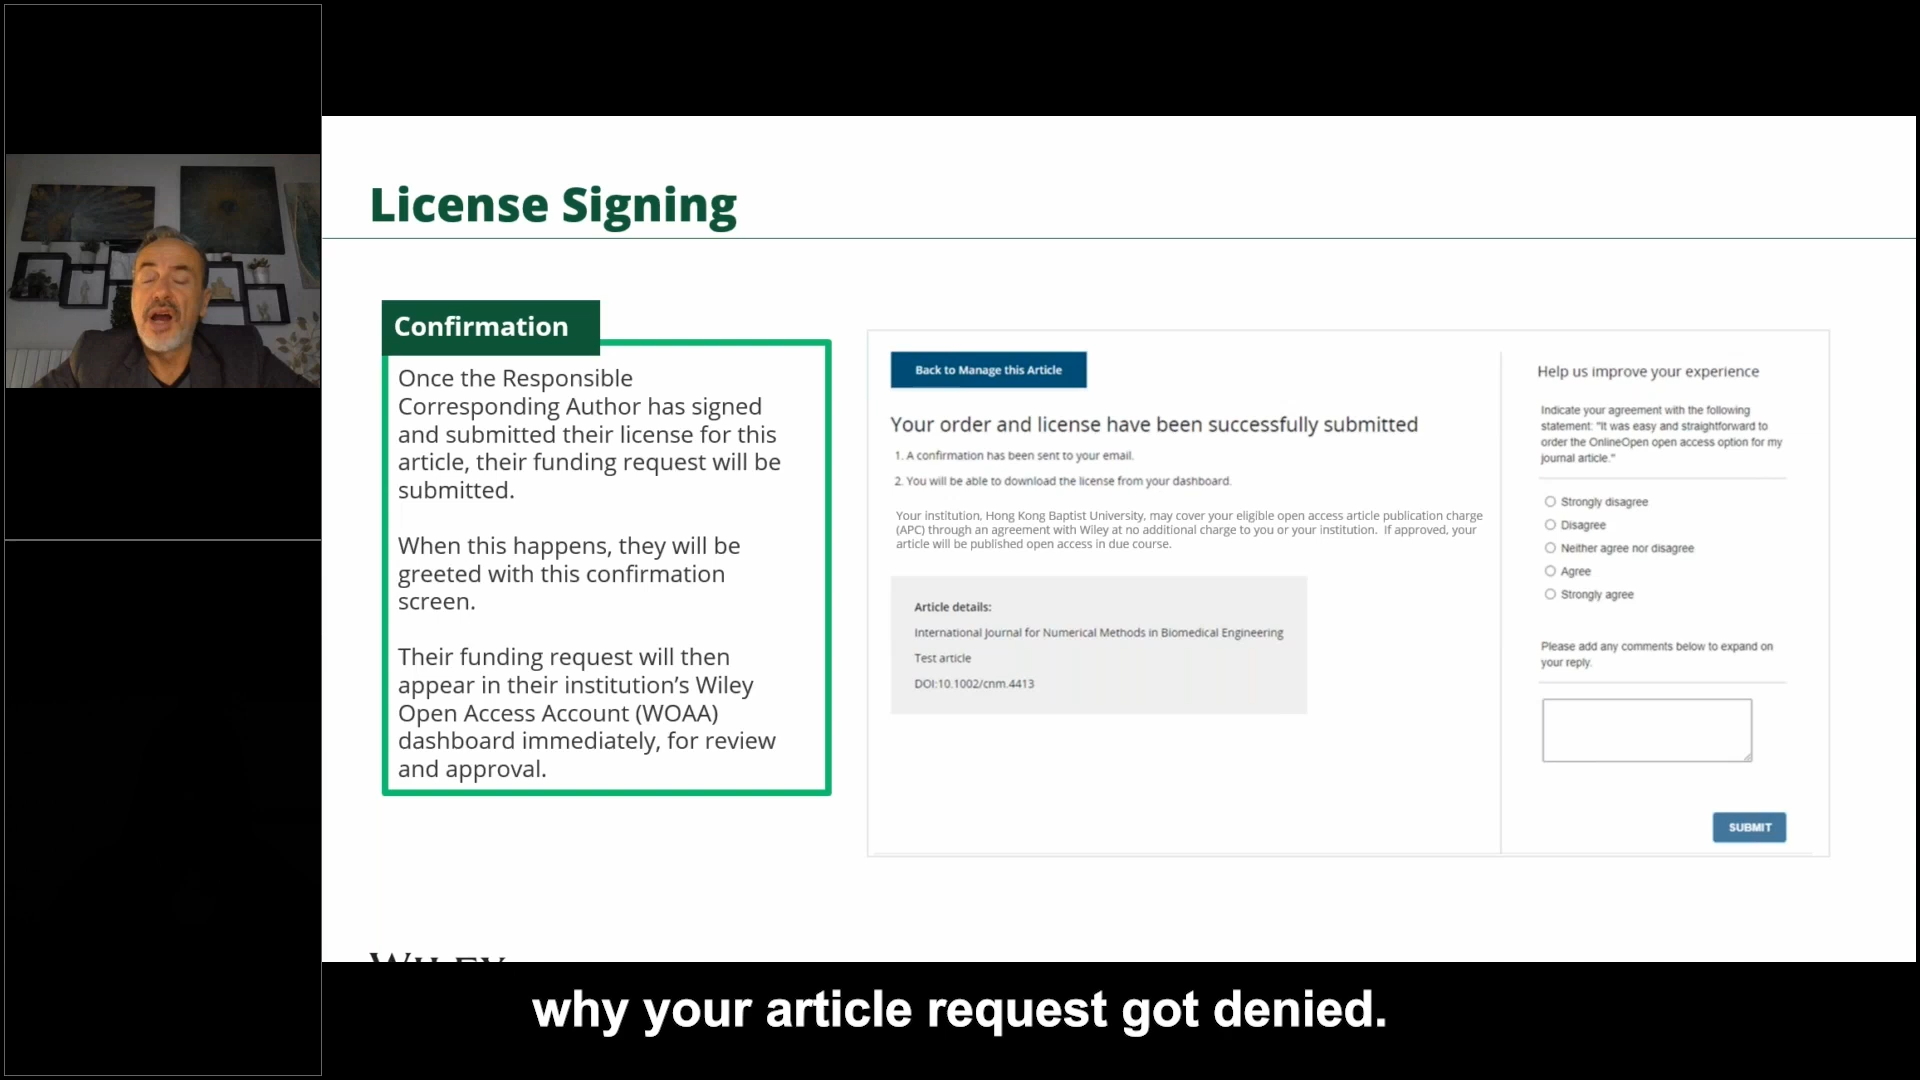 License Signing
Confirmation
Once the Responsible
Corresponding Author has signed
and submitted their license for this
article, their funding request will be
submitted.
When this happens, they will be
greeted with this confirmation
screen.
Their funding request will then
appear in their institution’s Wiley
Open Access Account (WOAA)
dashboard immediately, for review
and approval.
Back to Manage this Article
Your order and license have been successfully submitted
1. A confirmation has been sent to your email.
2. You will be able to download the license from your dashboard.
Your institution, Hong Kong Baptist University, may cover your eligible open access article publication charge
(APC) through an agreement with Wiley at no additional charge to you or your institution. If approved, your
article will be published open access in due course.
Article details:
International Journal for Numerical Methods in Biomedical Engineering
Test article
DOI:10.1002/cnm.4413
Help us improve your experience
Indicate your agreement with the following
statement: "It was easy and straightforward to
order the OnlineOpen open access option for my
journal article."
Strongly disagree
Disagree
Neither agree nor disagree
Agree
Strongly agree
Please add any comments below to expand on
your reply.
SUBMIT
WILEY
why your article request got denied.